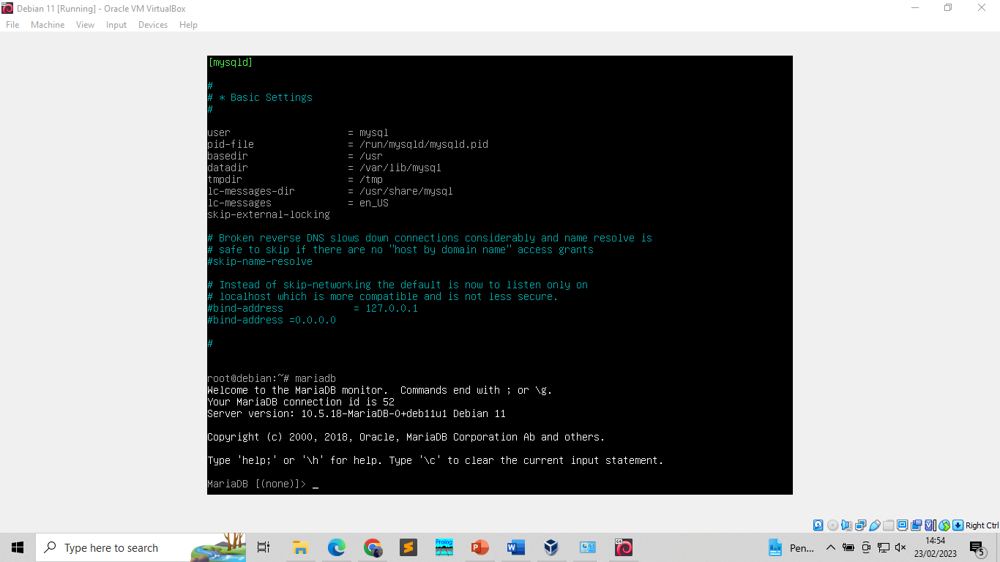 Debian 11 [Running] - Oracle VM VirtualBox
File Machine View Input Devices Help
[mysqld]
#
# * Basic Settings
#
user = mysql
pid-file = /run/mysqld/mysqld.pid
basedir = /usr
datadir = /var/lib/mysql
tmpdir = /tmp
lc-messages-dir = /usr/share/mysql
lc-messages = en_US
skip-external-locking
# Broken reverse DNS slows down connections considerably and name resolve is
# safe to skip if there are no "host by domain name" access grants
#skip-name-resolve
# Instead of skip-networking the default is now to listen only on
# localhost which is more compatible and is not less secure.
#bind-address = 127.0.0.1
#bind-address =0.0.0.0
#
root@debian:~# mariadb
Welcome to the MariaDB monitor.  Commands end with ; or \g.
Your MariaDB connection id is 52
Server version: 10.5.18-MariaDB-0+deb11u1 Debian 11
Copyright (c) 2000, 2018, Oracle, MariaDB Corporation Ab and others.
Type 'help;' or '\h' for help. Type '\c' to clear the current input statement.
MariaDB [(none)]> _
Right Ctrl
Type here to search
Prolog
Pen...
14:54
23/02/2023
5